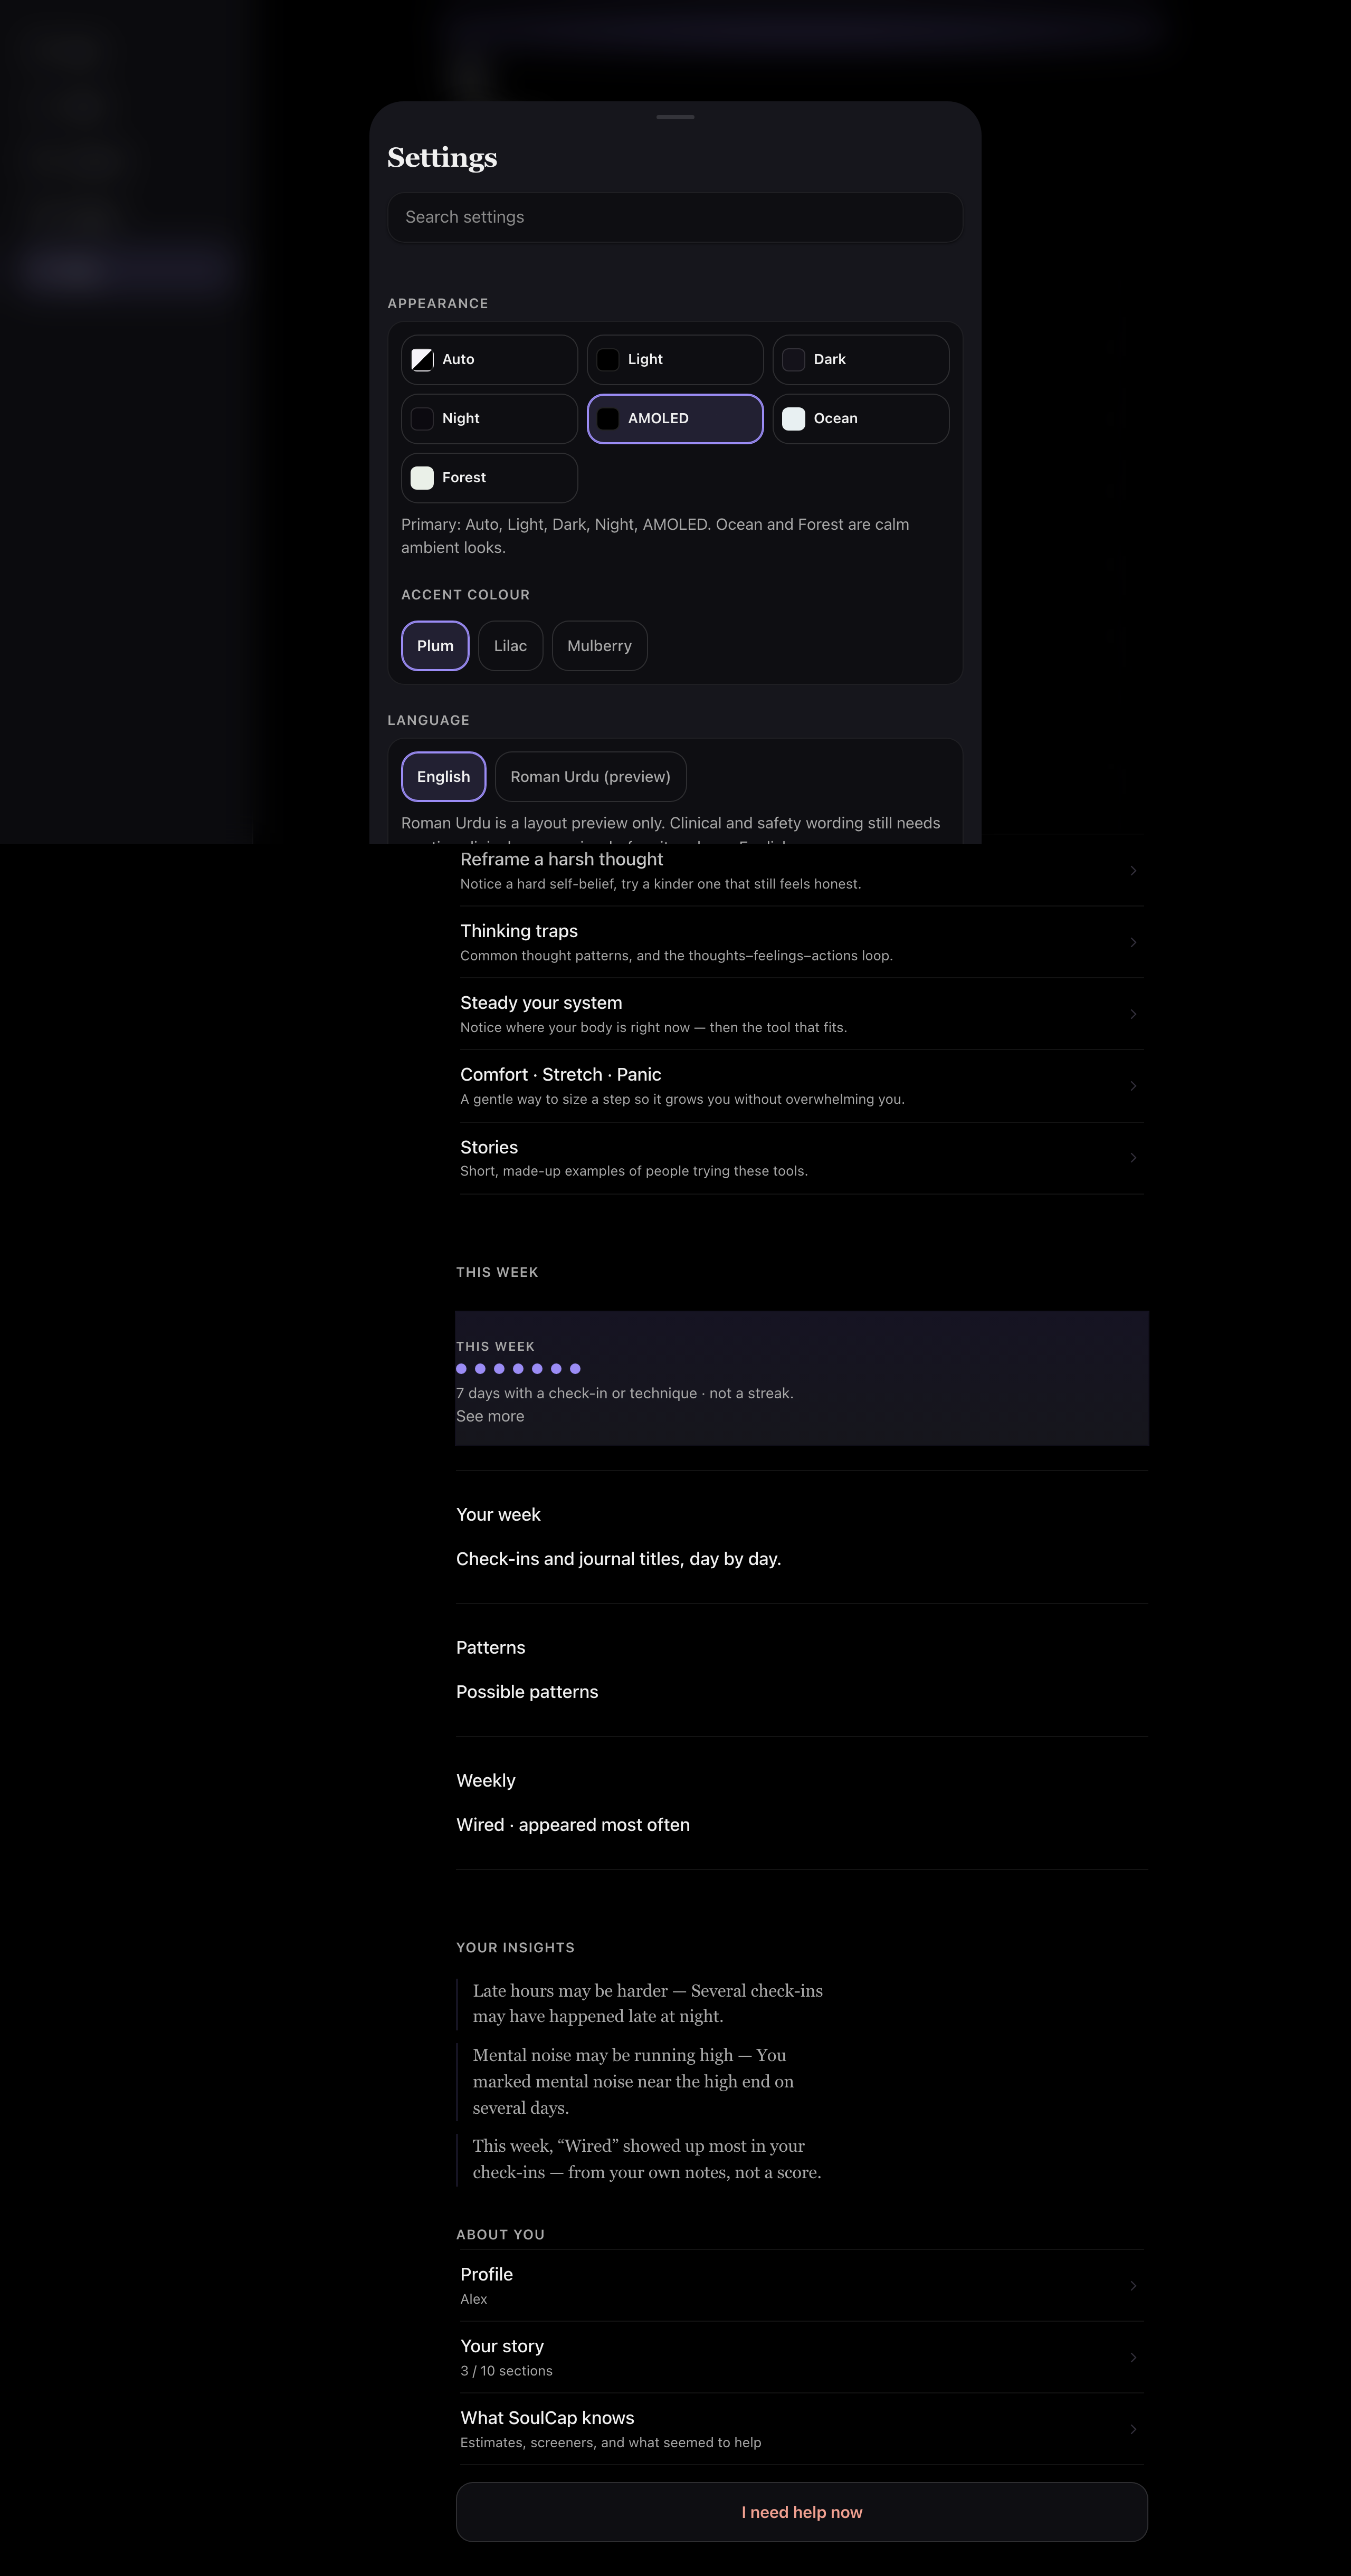 Settings
Search settings
APPEARANCE
Auto
Light
Dark
Night
AMOLED
Ocean
Forest
Primary: Auto, Light, Dark, Night, AMOLED. Ocean and Forest are calm
ambient looks.
ACCENT COLOUR
Plum
Lilac
Mulberry
LANGUAGE
English
Roman Urdu (preview)
Roman Urdu is a layout preview only. Clinical and safety wording still needs
Reframe a harsh thought
Notice a hard self-belief, try a kinder one that still feels honest.
Thinking traps
Common thought patterns, and the thoughts–feelings–actions loop.
Steady your system
Notice where your body is right now — then the tool that fits.
Comfort · Stretch · Panic
A gentle way to size a step so it grows you without overwhelming you.
Stories
Short, made-up examples of people trying these tools.
THIS WEEK
THIS WEEK
7 days with a check-in or technique · not a streak.
See more
Your week
Check-ins and journal titles, day by day.
Patterns
Possible patterns
Weekly
Wired · appeared most often
YOUR INSIGHTS
Late hours may be harder — Several check-ins
may have happened late at night.
Mental noise may be running high — You
marked mental noise near the high end on
several days.
This week, “Wired” showed up most in your
check-ins — from your own notes, not a score.
ABOUT YOU
Profile
Alex
Your story
3 / 10 sections
What SoulCap knows
Estimates, screeners, and what seemed to help
I need help now